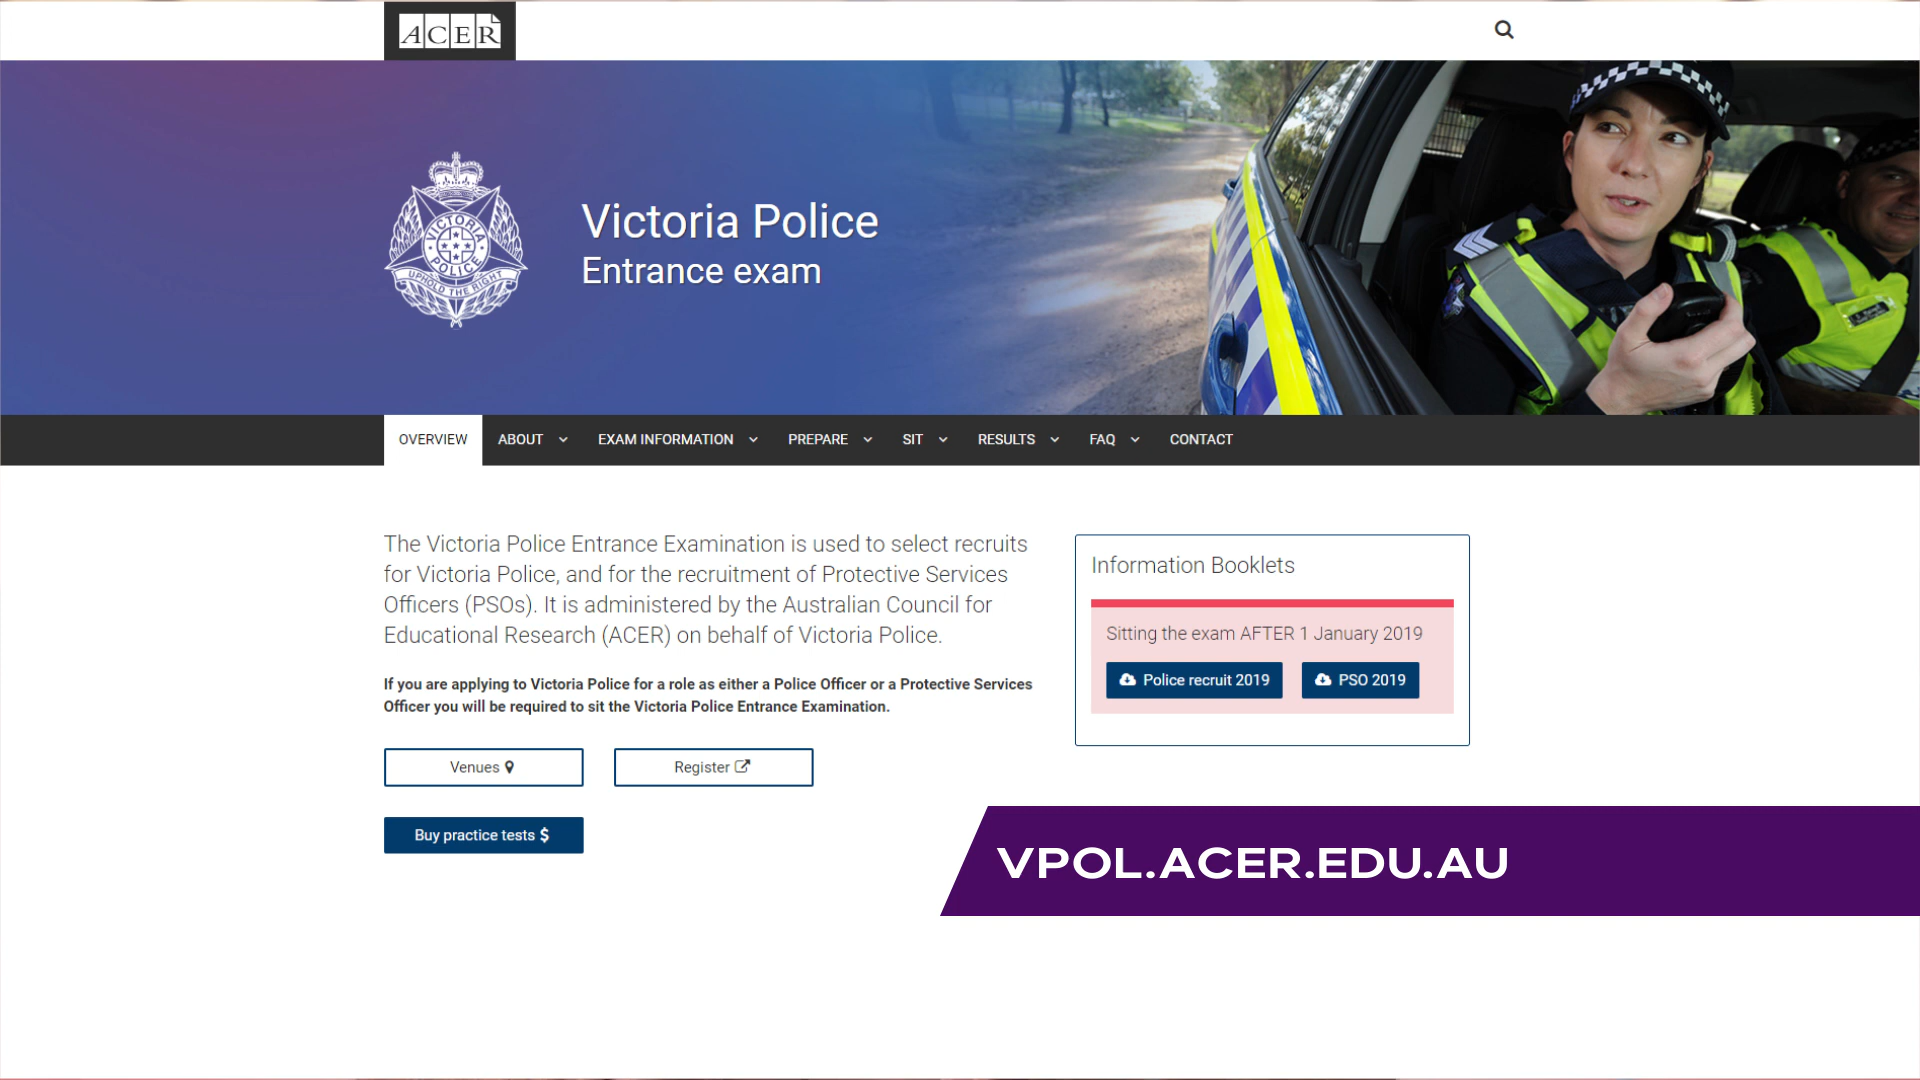 ACER
VICTORIA
POLICE
UPHOLD THE RIGHT
Victoria Police
Entrance exam
OVERVIEW ABOUT EXAM INFORMATION PREPARE SIT RESULTS FAQ CONTACT
The Victoria Police Entrance Examination is used to select recruits
for Victoria Police, and for the recruitment of Protective Services
Officers (PSOs). It is administered by the Australian Council for
Educational Research (ACER) on behalf of Victoria Police.
If you are applying to Victoria Police for a role as either a Police Officer or a Protective Services
Officer you will be required to sit the Victoria Police Entrance Examination.
Venues Register
Buy practice tests $
Information Booklets
Sitting the exam AFTER 1 January 2019
Police recruit 2019 PSO 2019
VPOL.ACER.EDU.AU